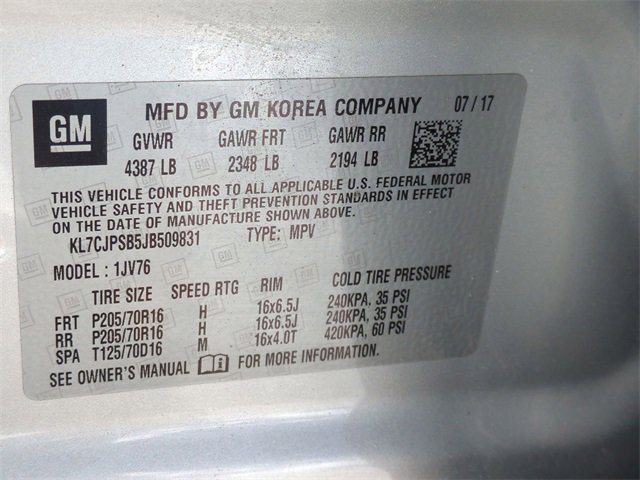 GM MFD BY GM KOREA COMPANY 07/17
GVWR GAWR FRT GAWR RR
4387 LB 2348 LB 2194 LB
THIS VEHICLE CONFORMS TO ALL APPLICABLE U.S. FEDERAL MOTOR
VEHICLE SAFETY AND THEFT PREVENTION STANDARDS IN EFFECT
ON THE DATE OF MANUFACTURE SHOWN ABOVE.
KL7CJPSB5JB509831 TYPE: MPV
MODEL : 1JV76
TIRE SIZE SPEED RTG RIM COLD TIRE PRESSURE
FRT P205/70R16 H 16x6.5J 240KPA, 35 PSI
RR P205/70R16 H 16x6.5J 240KPA, 35 PSI
SPA T125/70D16 M 16x4.0T 420KPA, 60 PSI
SEE OWNER'S MANUAL FOR MORE INFORMATION.